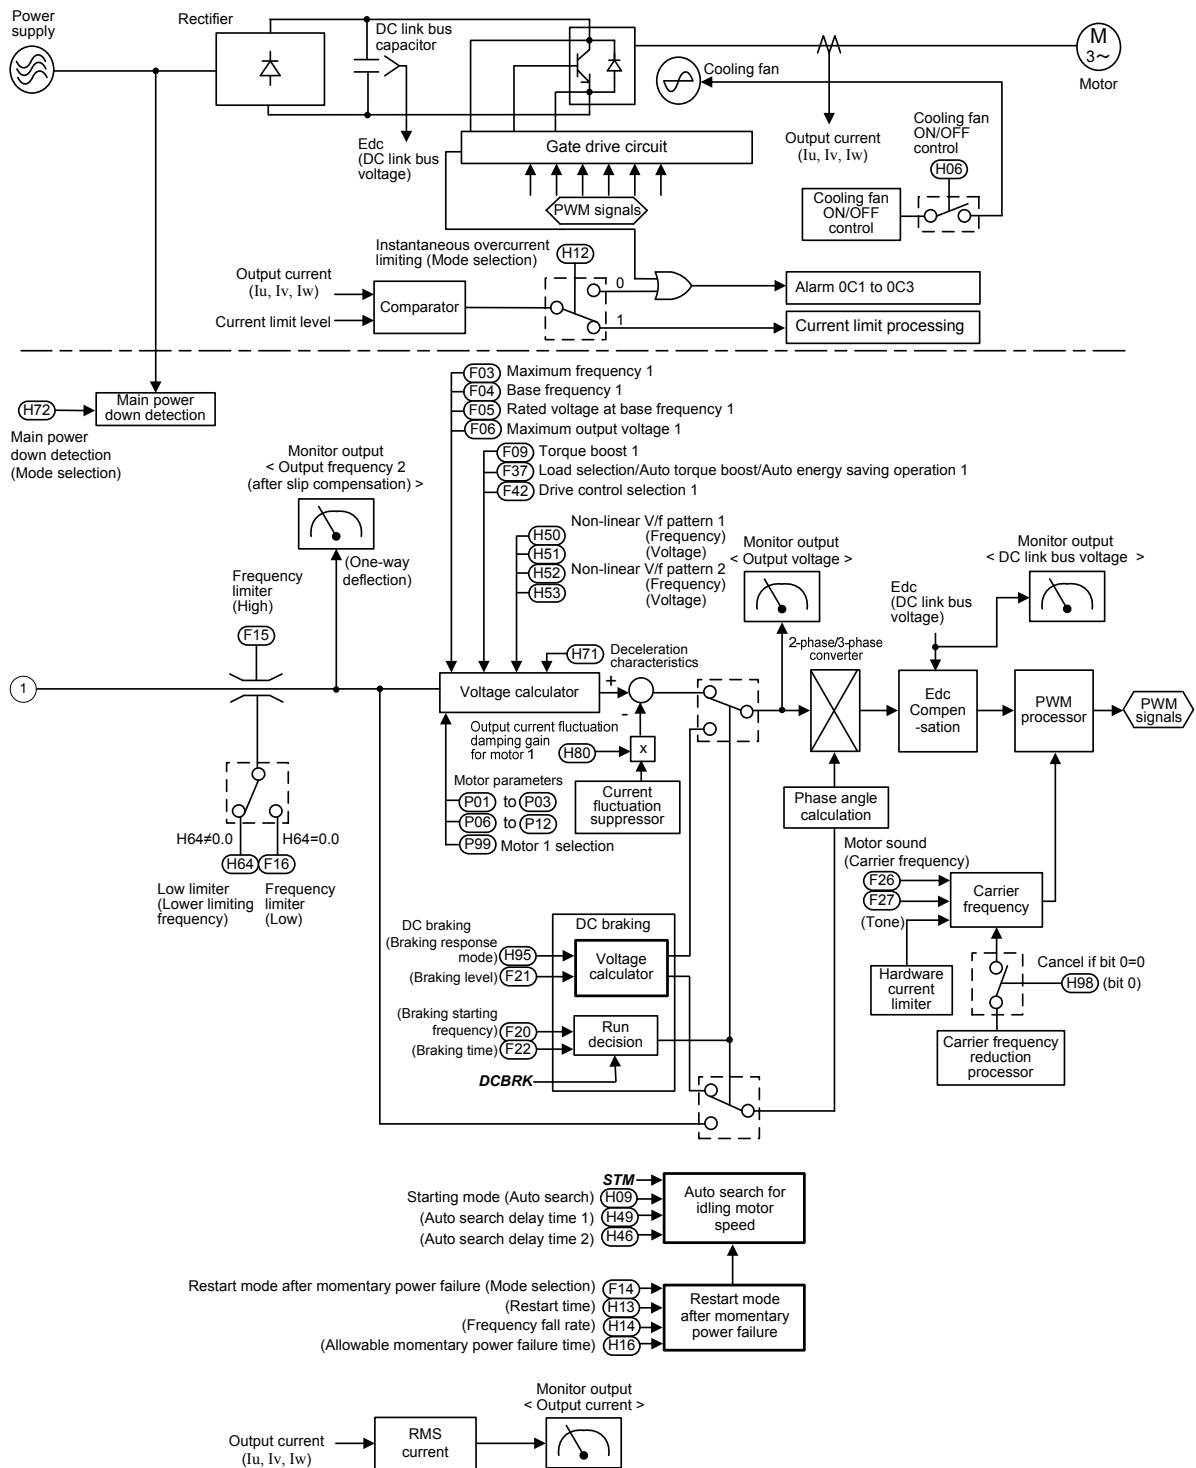 Power
supply
Rectifier
DC link bus
capacitor
Edc
(DC link bus
voltage)
M
3~
Motor
Cooling fan
Output current
(Iu, Iv, Iw)
Cooling fan
ON/OFF
control
H06
Cooling fan
ON/OFF
control
Gate drive circuit
PWM signals
Instantaneous overcurrent
limiting (Mode selection)
H12
Output current
(Iu, Iv, Iw)
Current limit level
Comparator
0
1
Alarm 0C1 to 0C3
Current limit processing
H72
Main power
down detection
Main power
down detection
(Mode selection)
F03 Maximum frequency 1
F04 Base frequency 1
F05 Rated voltage at base frequency 1
F06 Maximum output voltage 1
F09 Torque boost 1
F37 Load selection/Auto torque boost/Auto energy saving operation 1
F42 Drive control selection 1
Monitor output
< Output frequency 2
(after slip compensation) >
(One-way
deflection)
Non-linear V/f pattern 1
H50 (Frequency)
H51 (Voltage)
H52 Non-linear V/f pattern 2
(Frequency)
H53 (Voltage)
Monitor output
< Output voltage >
Monitor output
< DC link bus voltage >
Edc
(DC link bus
voltage)
Frequency
limiter
(High)
F15
H71 Deceleration
characteristics
2-phase/3-phase
converter
1
Voltage calculator
+
-
Edc
Compen
-sation
PWM
processor
PWM
signals
Output current fluctuation
damping gain
for motor 1
H80
x
Current
fluctuation
suppressor
Motor parameters
P01 to P03
P06 to P12
P99 Motor 1 selection
Phase angle
calculation
H64≠0.0
H64=0.0
H64 F16
Low limiter
(Lower limiting
frequency)
Frequency
limiter
(Low)
Motor sound
(Carrier frequency)
F26
F27
(Tone)
Carrier
frequency
Hardware
current
limiter
Cancel if bit 0=0
H98 (bit 0)
Carrier frequency
reduction
processor
DC braking
(Braking response
mode)
H95
(Braking level) F21
DC braking
Voltage
calculator
(Braking starting
frequency)
F20
(Braking time) F22
Run
decision
DCBRK
STM
Starting mode (Auto search) H09
(Auto search delay time 1) H49
(Auto search delay time 2) H46
Auto search for
idling motor
speed
Restart mode after momentary power failure (Mode selection) F14
(Restart time) H13
(Frequency fall rate) H14
(Allowable momentary power failure time) H16
Restart mode
after momentary
power failure
Monitor output
< Output current >
Output current
(Iu, Iv, Iw)
RMS
current